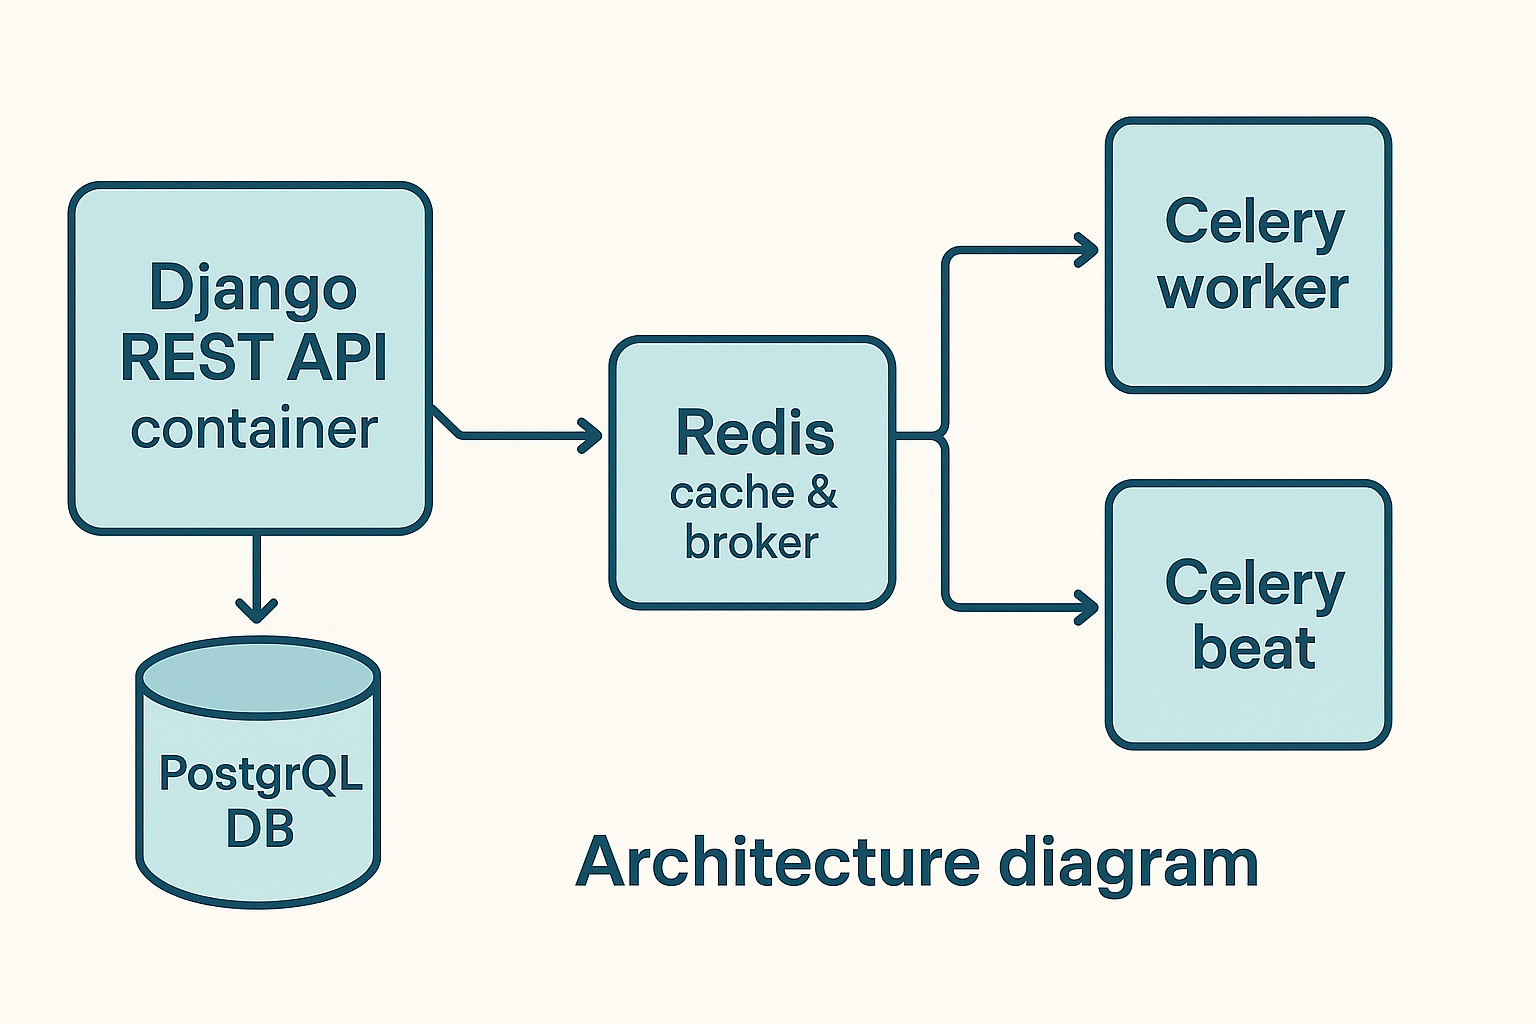 Django
REST API
container
Redis
cache &
broker
Celery
worker
Celery
beat
PostgrQL
DB
Architecture diagram